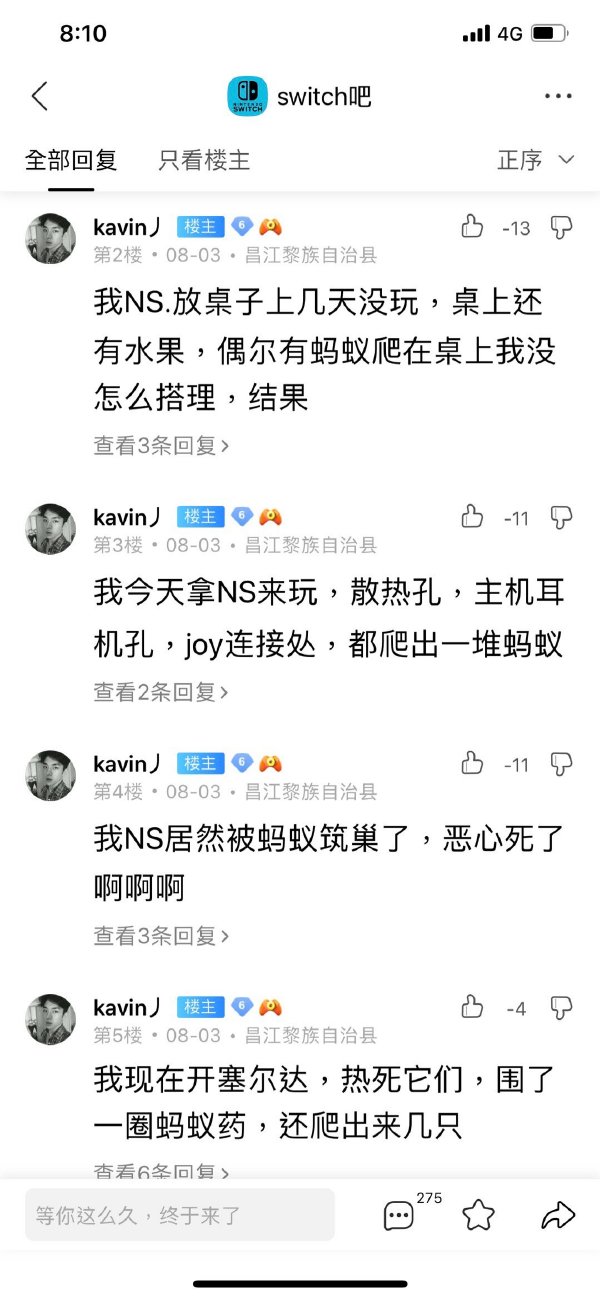 8:10
4G
NINTENDO
SWITCH
switch吧
全部回复 只看楼主 正序
kavin丿 楼主 6 -13
第2楼 • 08-03 • 昌江黎族自治县
我NS.放桌子上几天没玩，桌上还
有水果，偶尔有蚂蚁爬在桌上我没
怎么搭理，结果
查看3条回复
kavin丿 楼主 6 -11
第3楼 • 08-03 • 昌江黎族自治县
我今天拿NS来玩，散热孔，主机耳
机孔，joy连接处，都爬出一堆蚂蚁
查看2条回复
kavin丿 楼主 6 -11
第4楼 • 08-03 • 昌江黎族自治县
我NS居然被蚂蚁筑巢了，恶心死了
啊啊啊
查看3条回复
kavin丿 楼主 6 -4
第5楼 • 08-03 • 昌江黎族自治县
我现在开塞尔达，热死它们，围了
一圈蚂蚁药，还爬出来几只
查看6条回复
等你这么久，终于来了 275